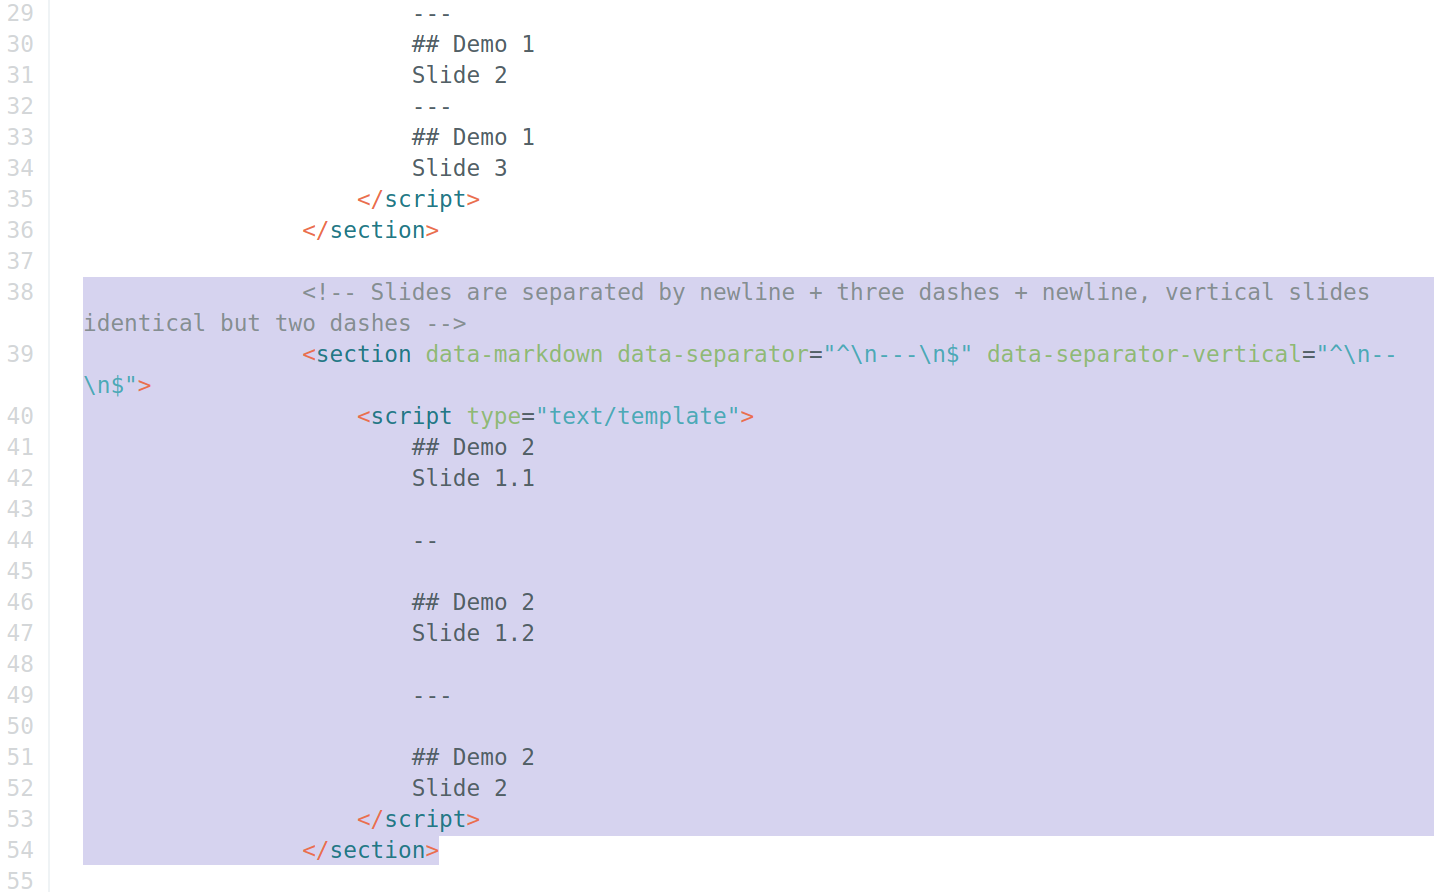 29 ---
30 ## Demo 1
31 Slide 2
32 ---
33 ## Demo 1
34 Slide 3
35 </script>
36 </section>
37
38 <!-- Slides are separated by newline + three dashes + newline, vertical slides
identical but two dashes -->
39 <section data-markdown data-separator="^\n---\n$" data-separator-vertical="^\n--
\n$">
40 <script type="text/template">
41 ## Demo 2
42 Slide 1.1
43
44 --
45
46 ## Demo 2
47 Slide 1.2
48
49 ---
50
51 ## Demo 2
52 Slide 2
53 </script>
54 </section>
55